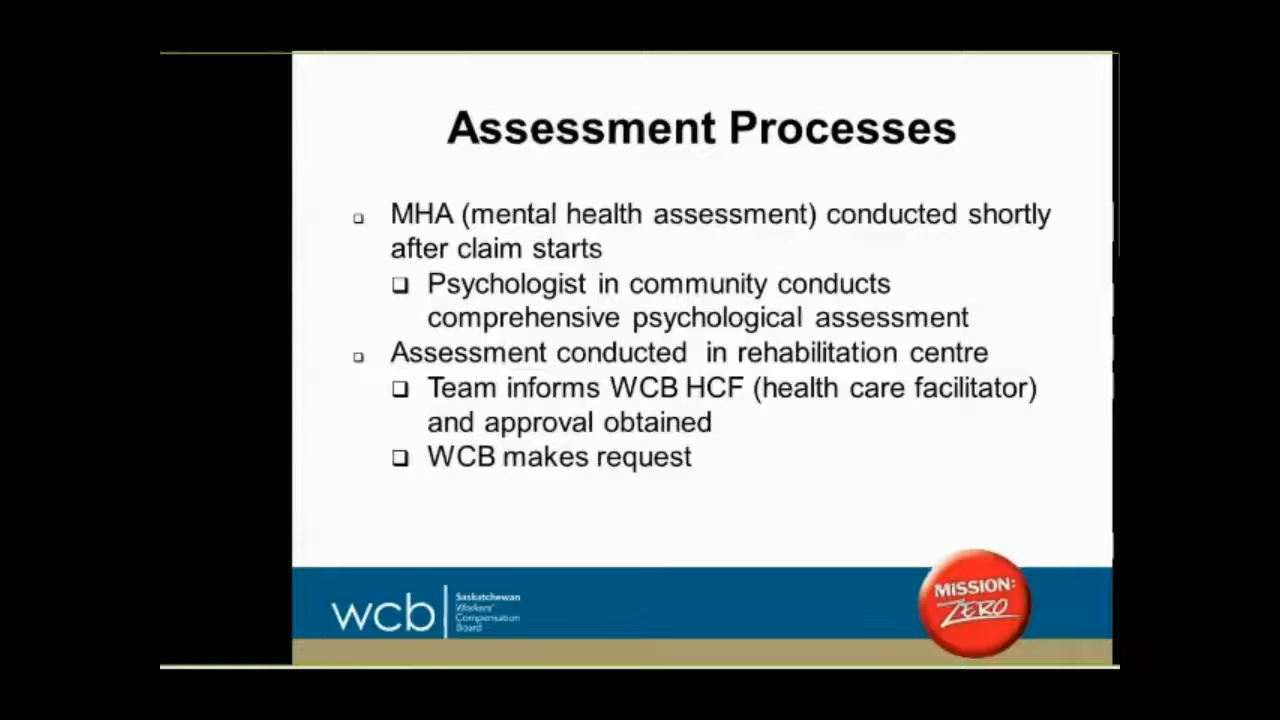 Assessment Processes
❑ MHA (mental health assessment) conducted shortly
after claim starts
❑ Psychologist in community conducts
comprehensive psychological assessment
❑ Assessment conducted in rehabilitation centre
❑ Team informs WCB HCF (health care facilitator)
and approval obtained
❑ WCB makes request
wcb
Saskatchewan
Workers'
Compensation
Board
MiSSION:
ZERO